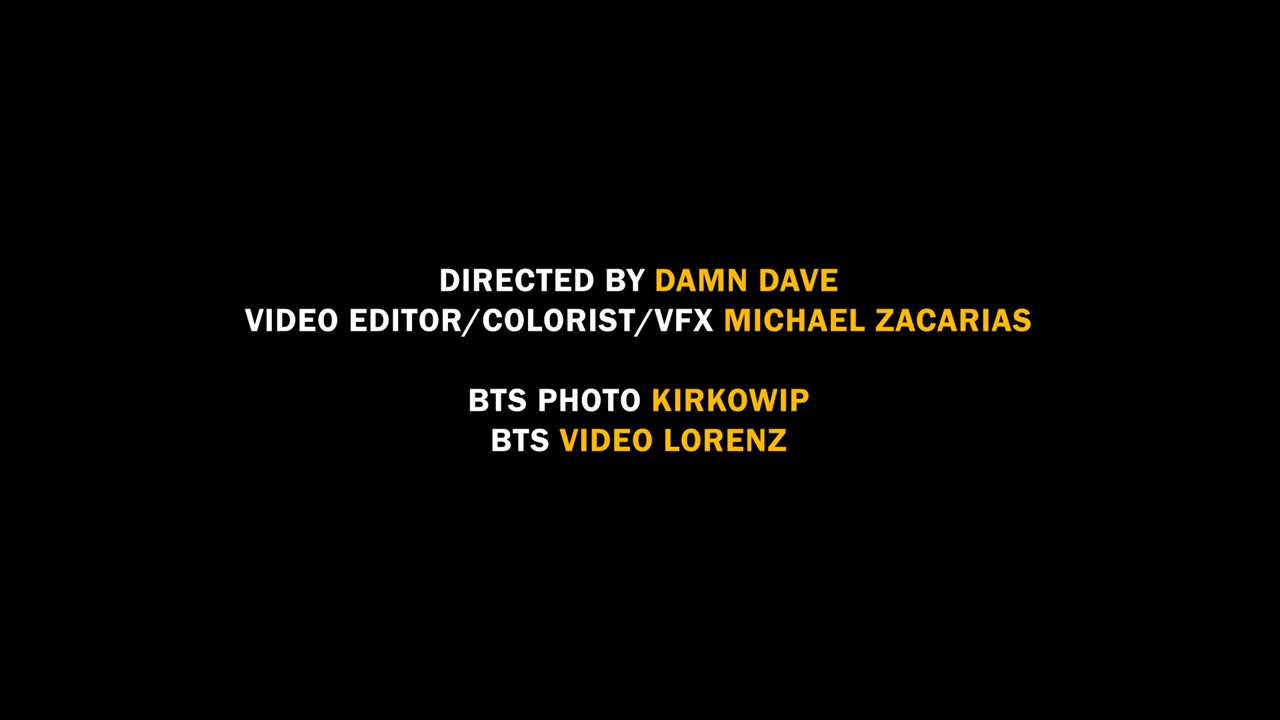 DIRECTED BY DAMN DAVE
VIDEO EDITOR/COLORIST/VFX MICHAEL ZACARIAS
BTS PHOTO KIRKOWIP
BTS VIDEO LORENZ